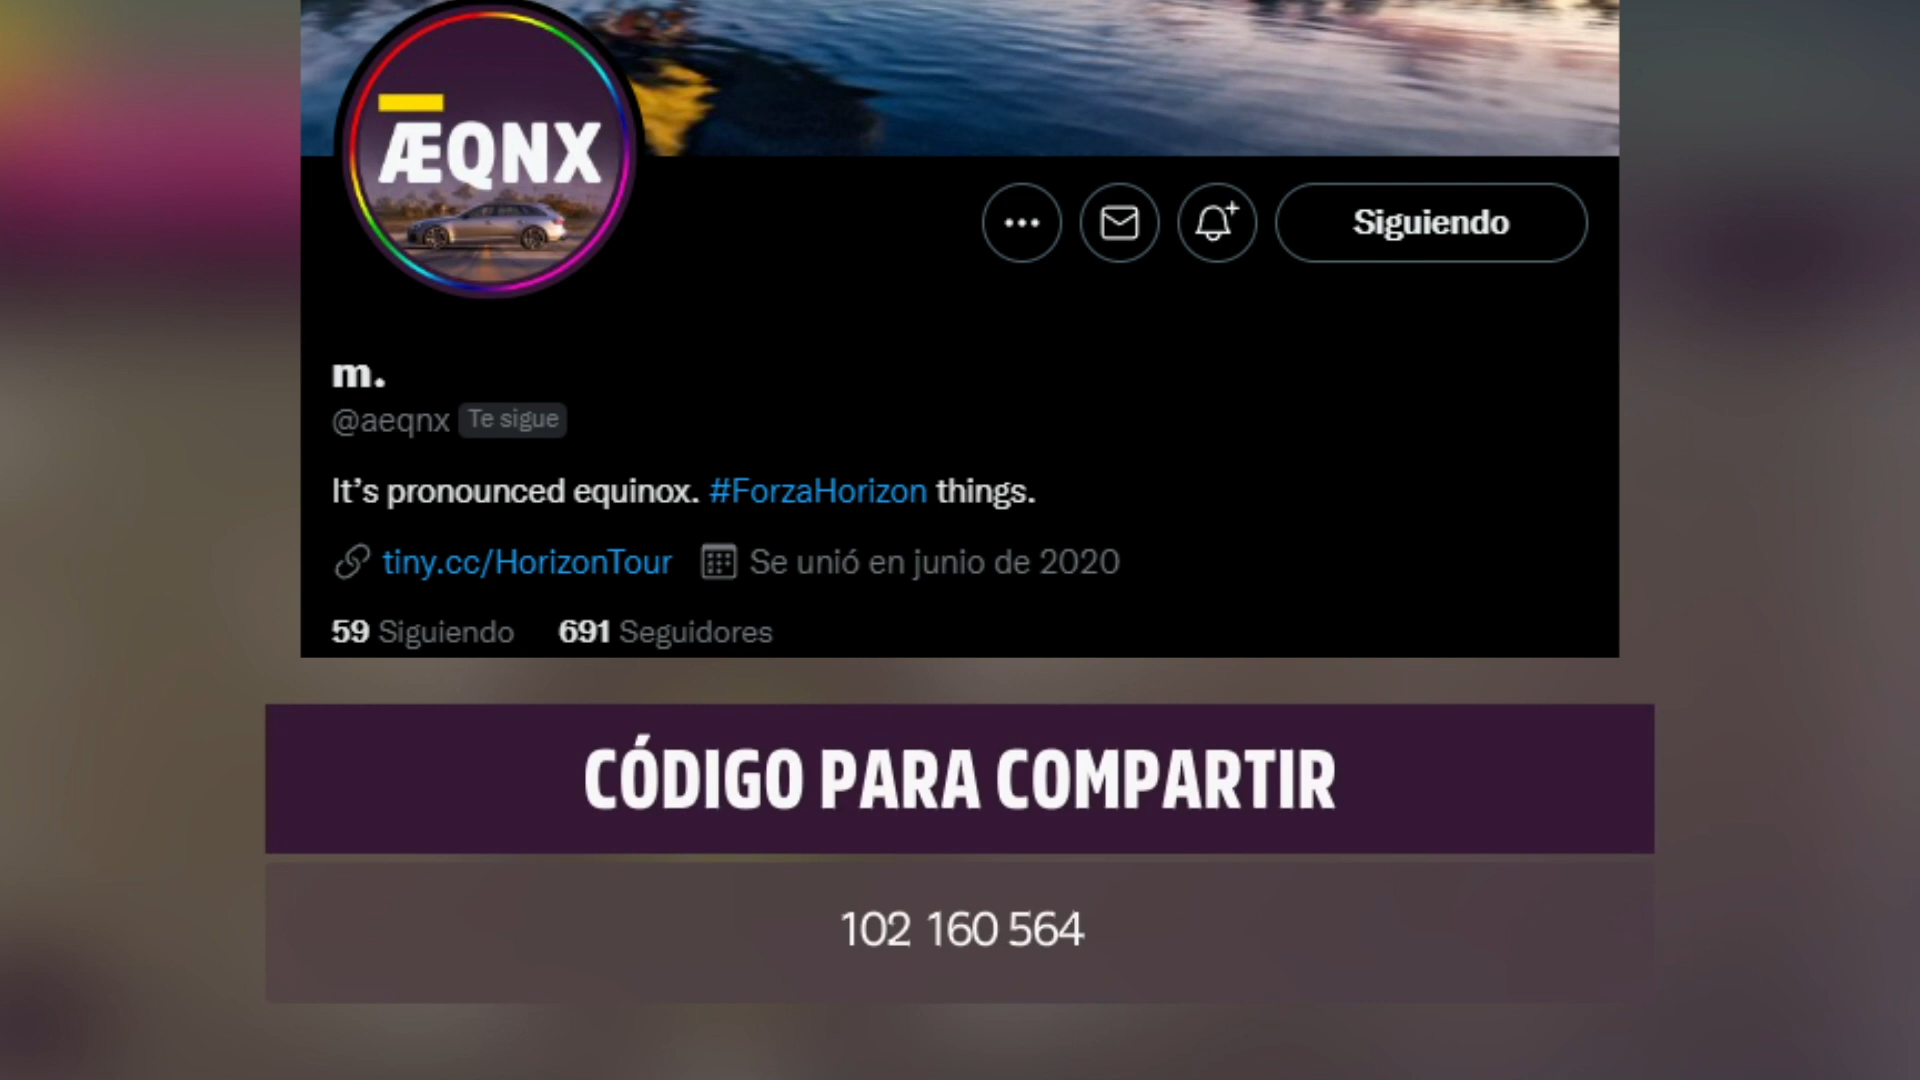 ÆQNX
Siguiendo
m.
@aeqnx Te sigue
It's pronounced equinox. #ForzaHorizon things.
tiny.cc/HorizonTour Se unió en junio de 2020
59 Siguiendo 691 Seguidores
CÓDIGO PARA COMPARTIR
102 160 564